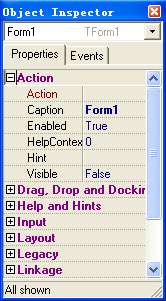 Object Inspector
Form1 TForm1
Properties Events
Action
Action
Caption Form1
Enabled True
HelpContex 0
Hint
Visible False
Drag, Drop and Dockin
Help and Hints
Input
Layout
Legacy
Linkage
All shown